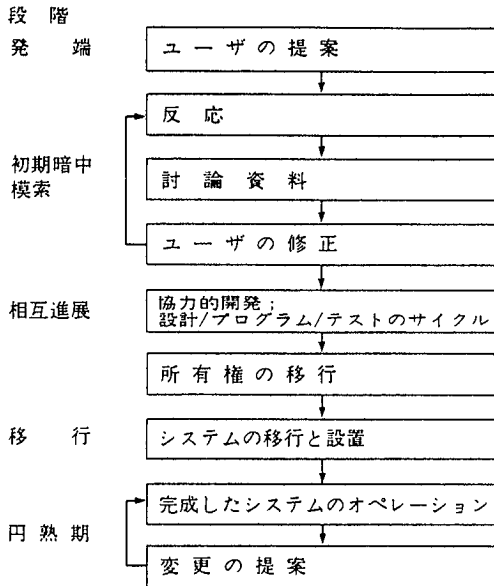 段階
発端
ユーザの提案
反応
初期暗中
模索
討論資料
ユーザの修正
相互進展
協力的開発；
設計/プログラム/テストのサイクル
所有権の移行
移行
システムの移行と設置
完成したシステムのオペレーション
円熟期
変更の提案